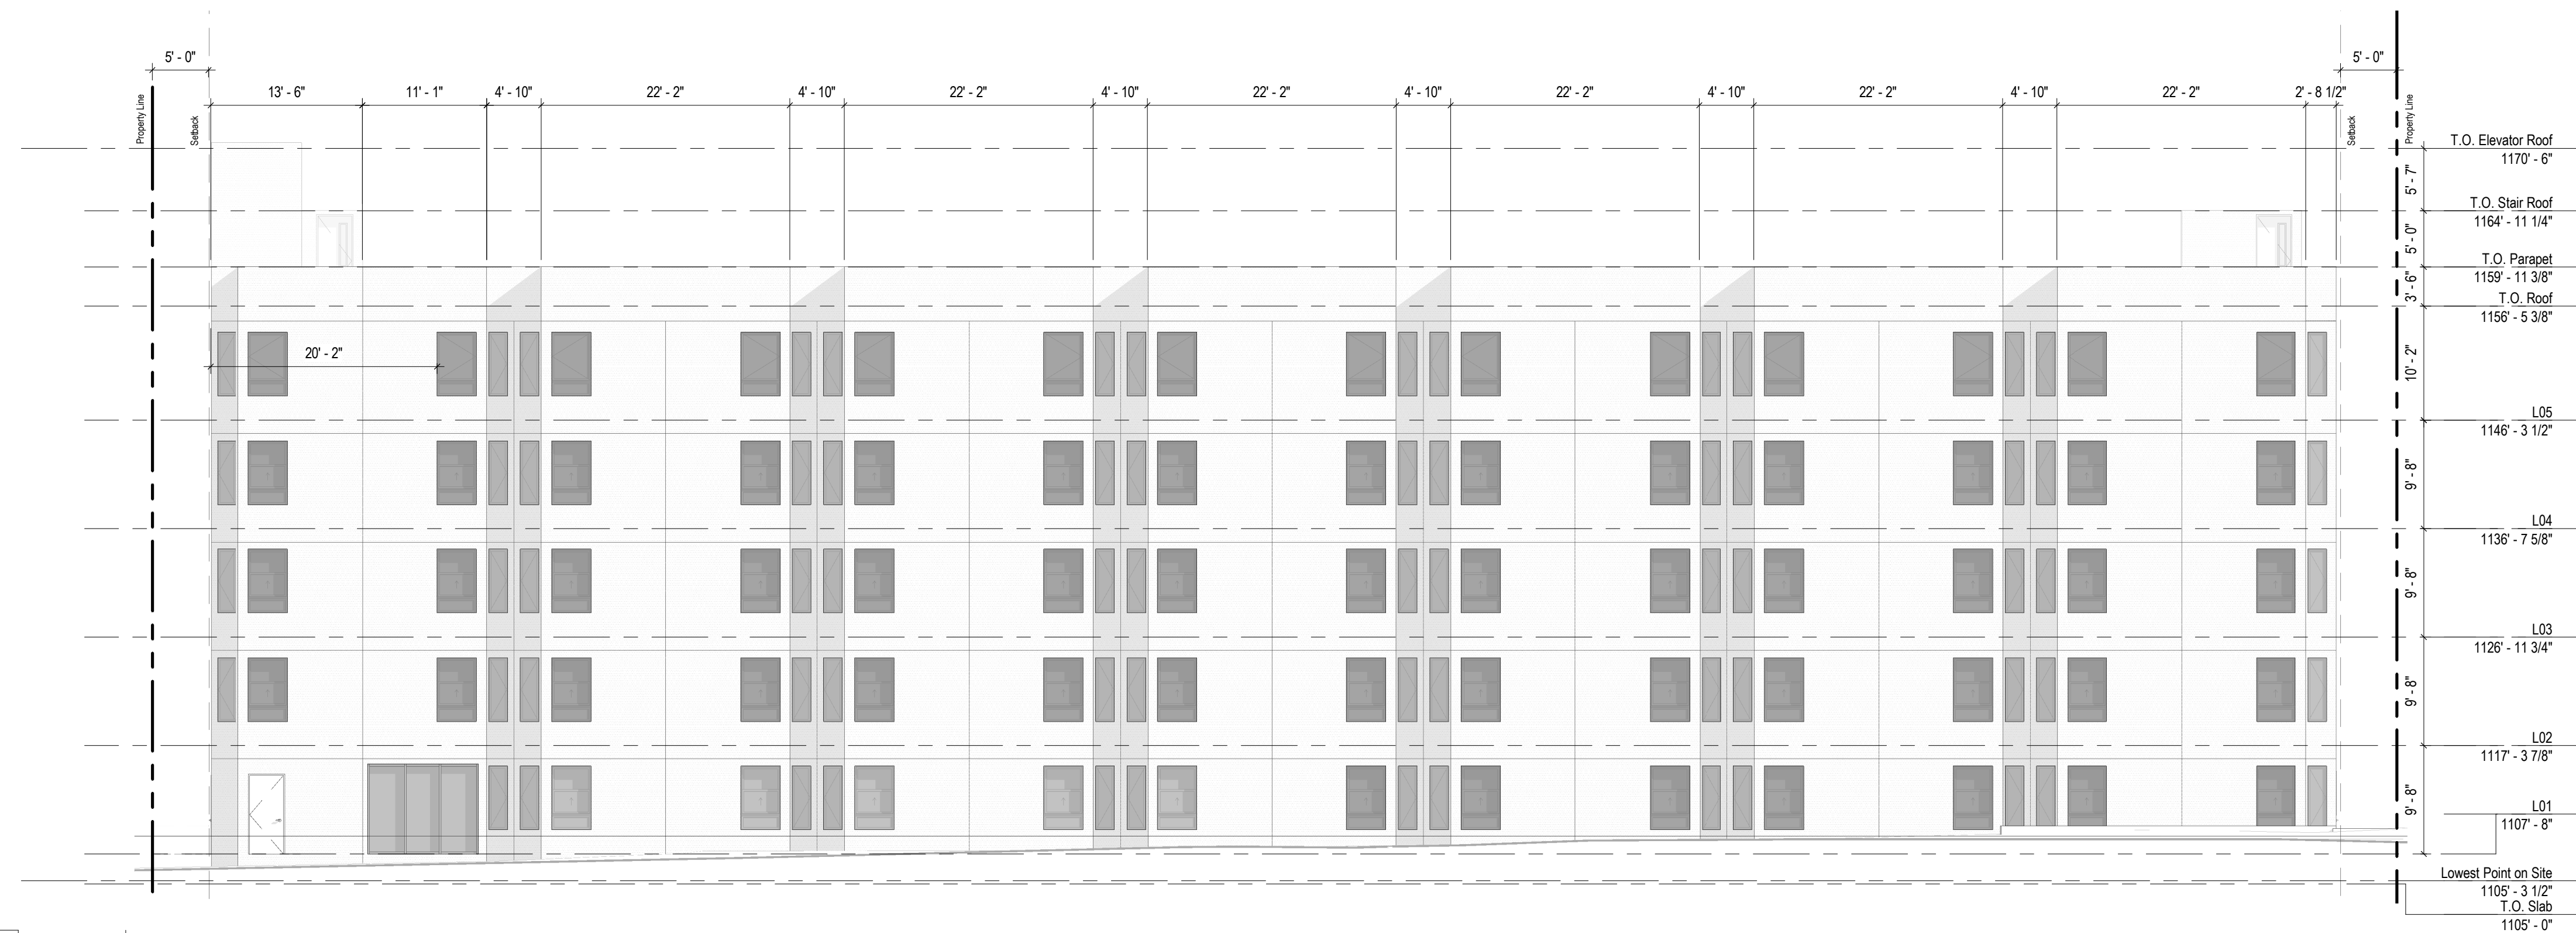 5' - 0"
5' - 0"
13' - 6"
11' - 1"
4' - 10"
22' - 2"
4' - 10"
22' - 2"
4' - 10"
22' - 2"
4' - 10"
22' - 2"
4' - 10"
22' - 2"
4' - 10"
22' - 2"
2' - 8 1/2"
Property Line
Setback
Setback
Property Line
T.O. Elevator Roof
1170' - 6"
5' - 7"
T.O. Stair Roof
1164' - 11 1/4"
5' - 0"
T.O. Parapet
1159' - 11 3/8"
3' - 6"
T.O. Roof
1156' - 5 3/8"
20' - 2"
10' - 2"
L05
1146' - 3 1/2"
9' - 8"
L04
1136' - 7 5/8"
9' - 8"
L03
1126' - 11 3/4"
9' - 8"
L02
1117' - 3 7/8"
9' - 8"
L01
1107' - 8"
Lowest Point on Site
1105' - 3 1/2"
T.O. Slab
1105' - 0"